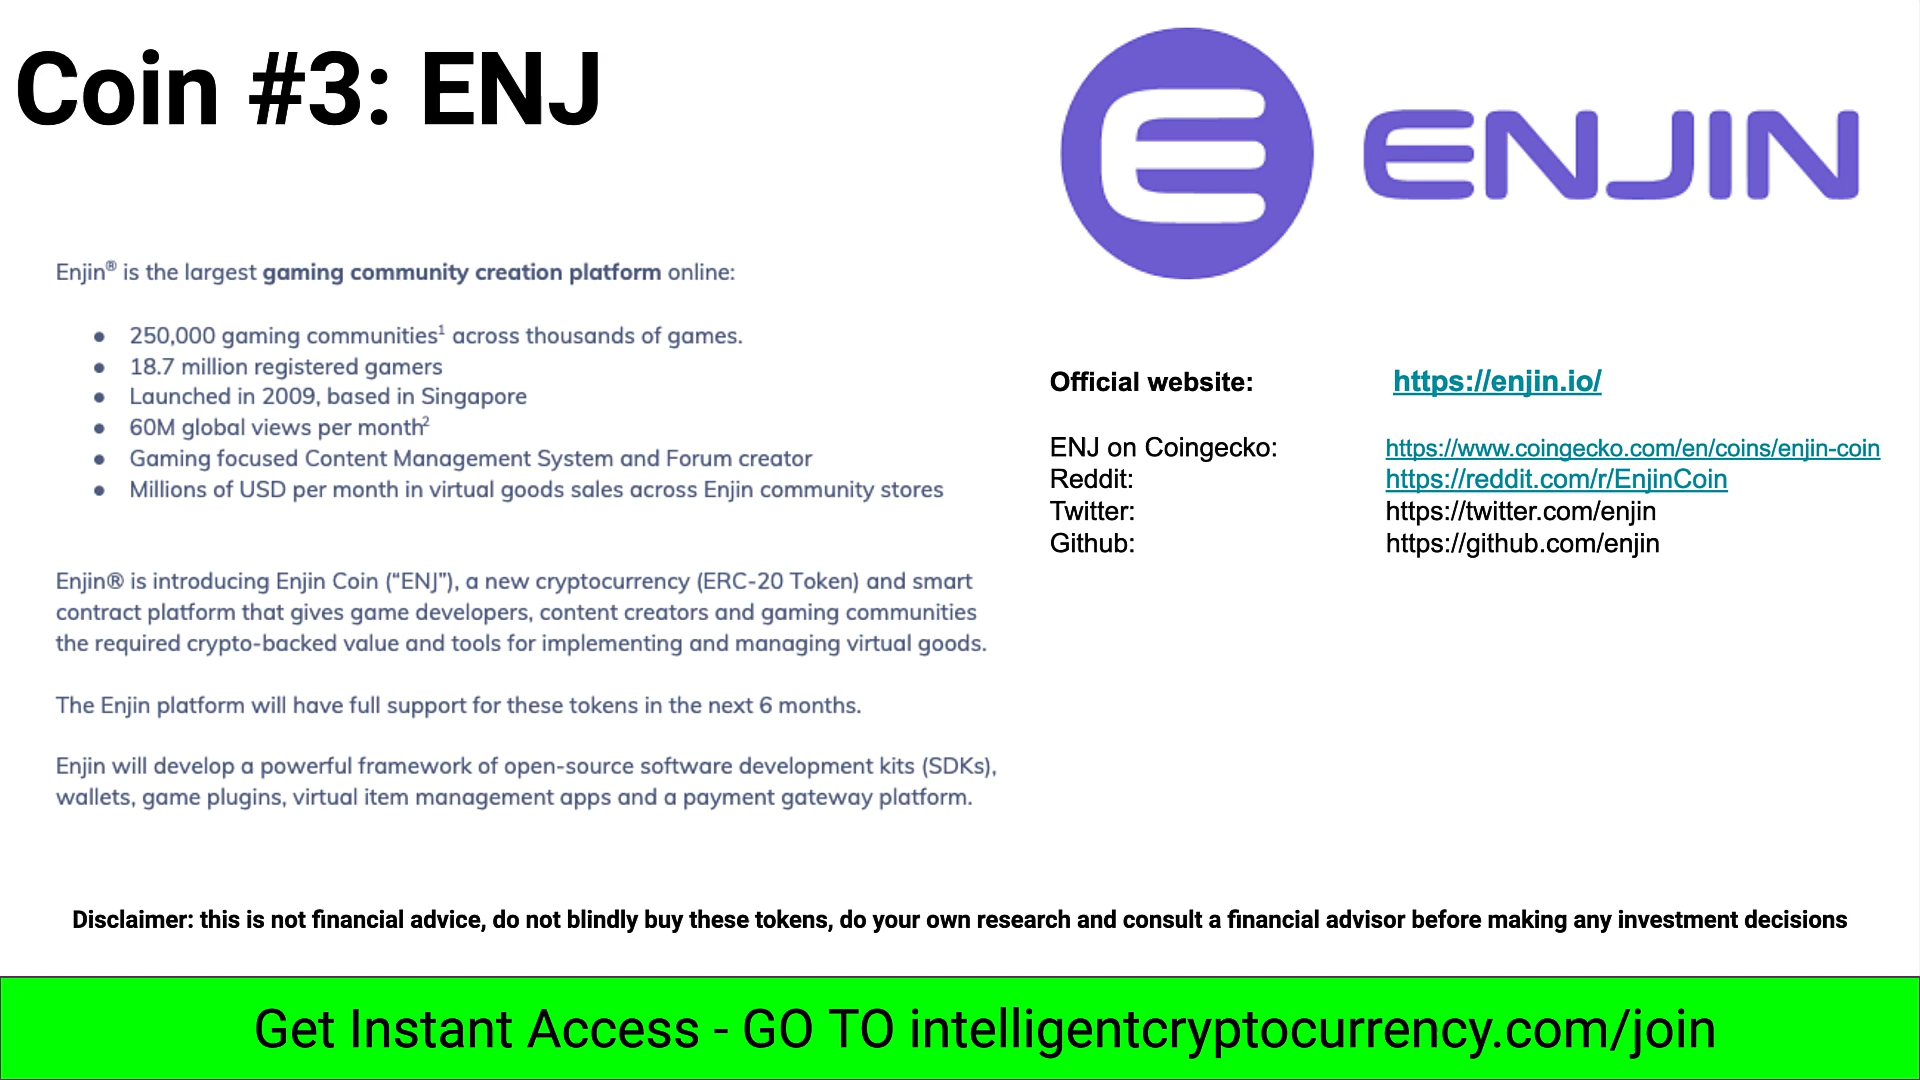 Coin #3: ENJ
ENJIN
Enjin® is the largest gaming community creation platform online:
● 250,000 gaming communities¹ across thousands of games.
● 18.7 million registered gamers
● Launched in 2009, based in Singapore
● 60M global views per month²
● Gaming focused Content Management System and Forum creator
● Millions of USD per month in virtual goods sales across Enjin community stores
Enjin® is introducing Enjin Coin (“ENJ”), a new cryptocurrency (ERC-20 Token) and smart
contract platform that gives game developers, content creators and gaming communities
the required crypto-backed value and tools for implementing and managing virtual goods.
The Enjin platform will have full support for these tokens in the next 6 months.
Enjin will develop a powerful framework of open-source software development kits (SDKs),
wallets, game plugins, virtual item management apps and a payment gateway platform.
Official website: https://enjin.io/
ENJ on Coingecko: https://www.coingecko.com/en/coins/enjin-coin
Reddit: https://reddit.com/r/EnjinCoin
Twitter: https://twitter.com/enjin
Github: https://github.com/enjin
Disclaimer: this is not financial advice, do not blindly buy these tokens, do your own research and consult a financial advisor before making any investment decisions
Get Instant Access - GO TO intelligentcryptocurrency.com/join